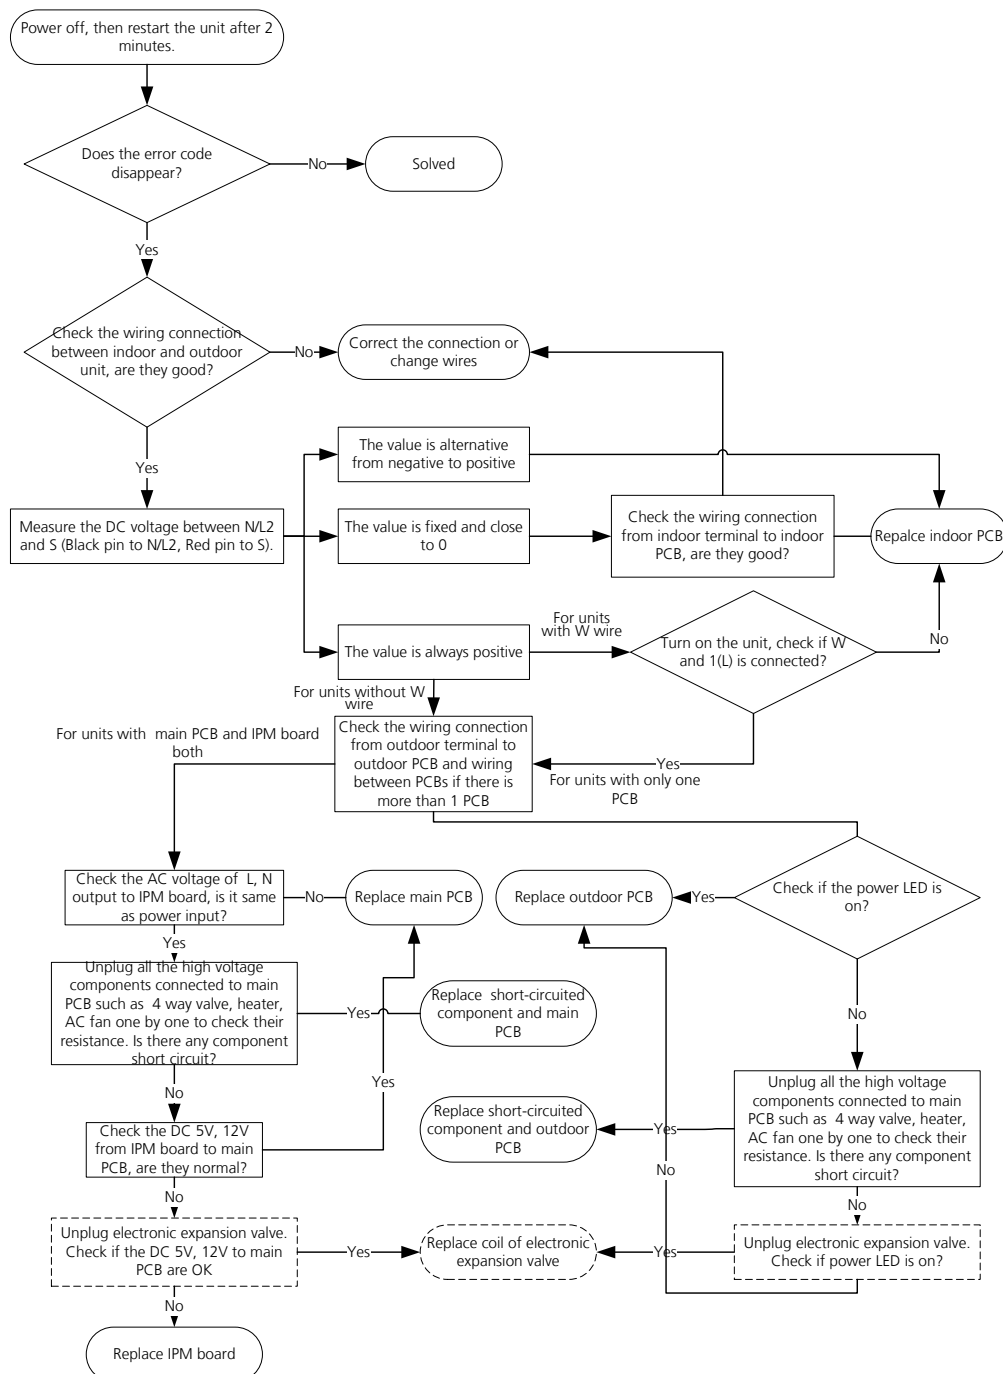 Power off, then restart the unit after 2
minutes.
Does the error code
disappear?
No
Solved
Yes
Check the wiring connection
between indoor and outdoor
unit, are they good?
No
Correct the connection or
change wires
Yes
The value is alternative
from negative to positive
Measure the DC voltage between N/L2
and S (Black pin to N/L2, Red pin to S).
The value is fixed and close
to 0
Check the wiring connection
from indoor terminal to indoor
PCB, are they good?
Repalce indoor PCB
For units
with W wire
The value is always positive
Turn on the unit, check if W
and 1(L) is connected?
No
For units without W
wire
For units with  main PCB and IPM board
both
Check the wiring connection
from outdoor terminal to
outdoor PCB and wiring
between PCBs if there is
more than 1 PCB
Yes
For units with only one
PCB
Check the AC voltage of  L, N
output to IPM board, is it same
as power input?
No
Replace main PCB
Replace outdoor PCB
Yes
Check if the power LED is
on?
Yes
Unplug all the high voltage
components connected to main
PCB such as  4 way valve, heater,
AC fan one by one to check their
resistance. Is there any component
short circuit?
Yes
Replace  short-circuited
component and main
PCB
No
Yes
No
Check the DC 5V, 12V
from IPM board to main
PCB, are they normal?
Replace short-circuited
component and outdoor
PCB
Yes
Unplug all the high voltage
components connected to main
PCB such as  4 way valve, heater,
AC fan one by one to check their
resistance. Is there any component
short circuit?
No
No
No
Unplug electronic expansion valve.
Check if the DC 5V, 12V to main
PCB are OK
Yes
Replace coil of electronic
expansion valve
Yes
Unplug electronic expansion valve.
Check if power LED is on?
No
Replace IPM board